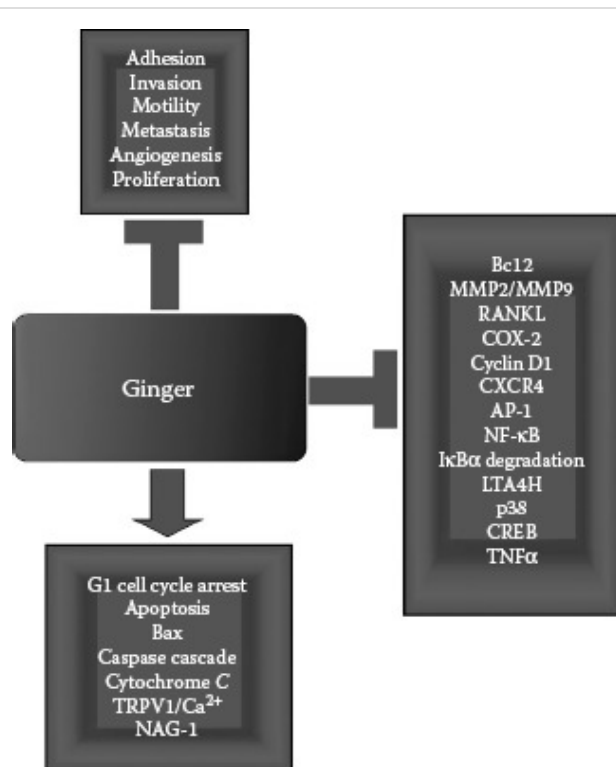 Adhesion
Invasion
Motility
Metastasis
Angiogenesis
Proliferation
Ginger
Bc12
MMP2/MMP9
RANKL
COX-2
Cyclin D1
CXCR4
AP-1
NF-κB
IκBα degradation
LTA4H
p38
CREB
TNFα
G1 cell cycle arrest
Apoptosis
Bax
Caspase cascade
Cytochrome C
TRPV1/Ca²⁺
NAG-1